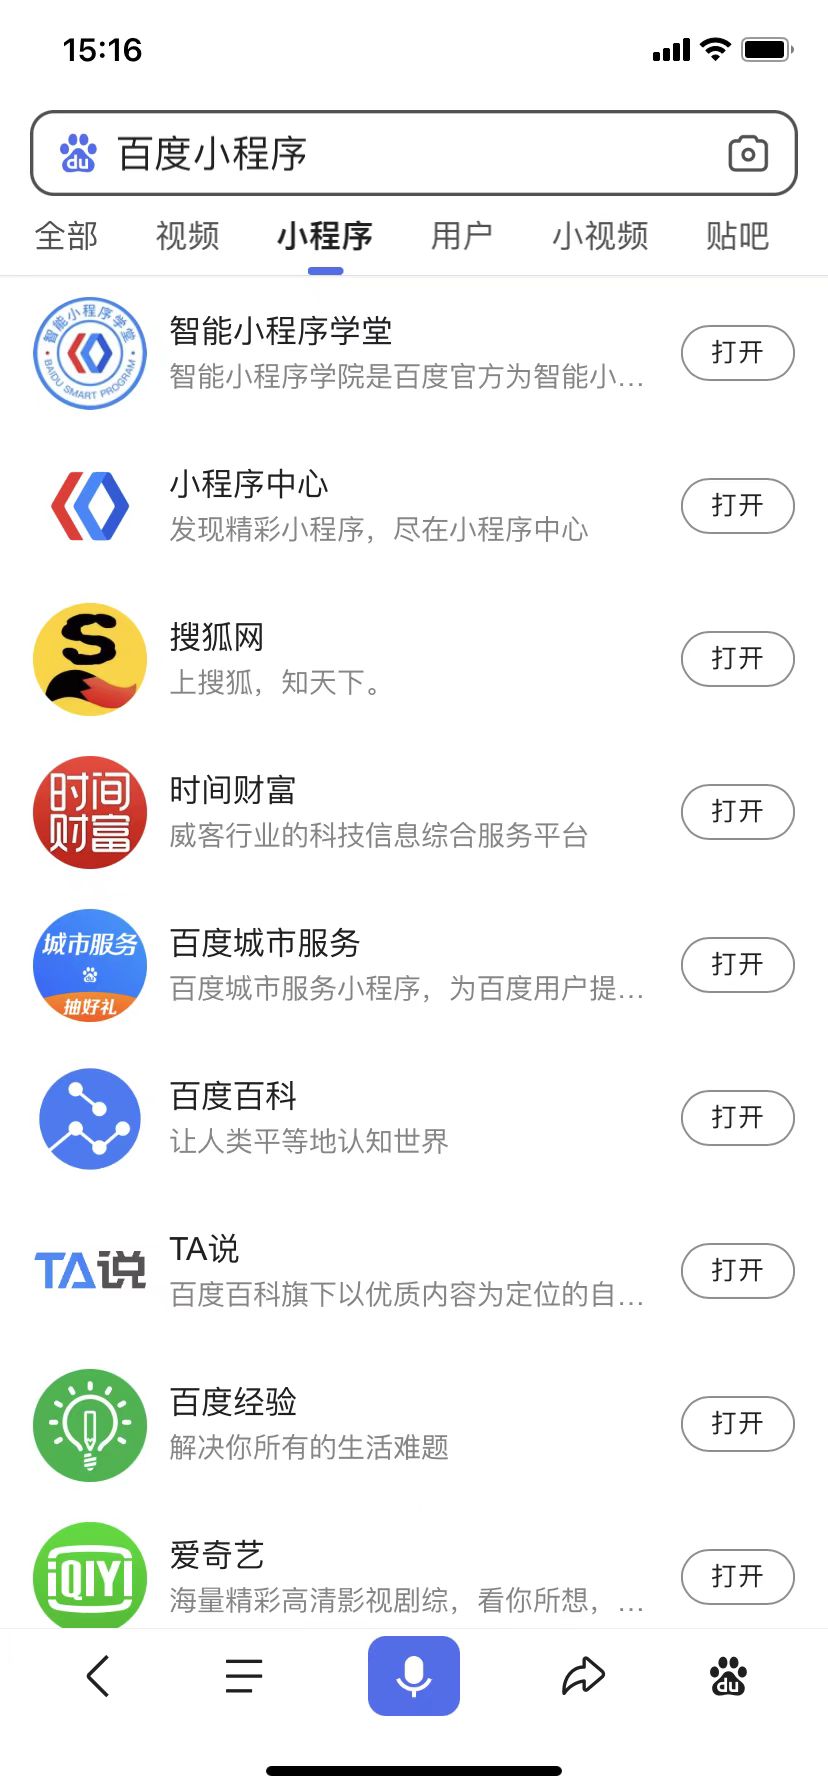 15:16
du
百度小程序
全部 视频 小程序 用户 小视频 贴吧
智能小程序学堂
BAIDU SMART PROGRAM
智能小程序学堂
智能小程序学院是百度官方为智能小...
打开
小程序中心
发现精彩小程序，尽在小程序中心
打开
S
搜狐网
上搜狐，知天下。
打开
时间
财富
时间财富
威客行业的科技信息综合服务平台
打开
城市服务
抽好礼
百度城市服务
百度城市服务小程序，为百度用户提...
打开
百度百科
让人类平等地认知世界
打开
TA说
TA说
百度百科旗下以优质内容为定位的自...
打开
百度经验
解决你所有的生活难题
打开
iQIYI
爱奇艺
海量精彩高清影视剧综，看你所想，...
打开
du